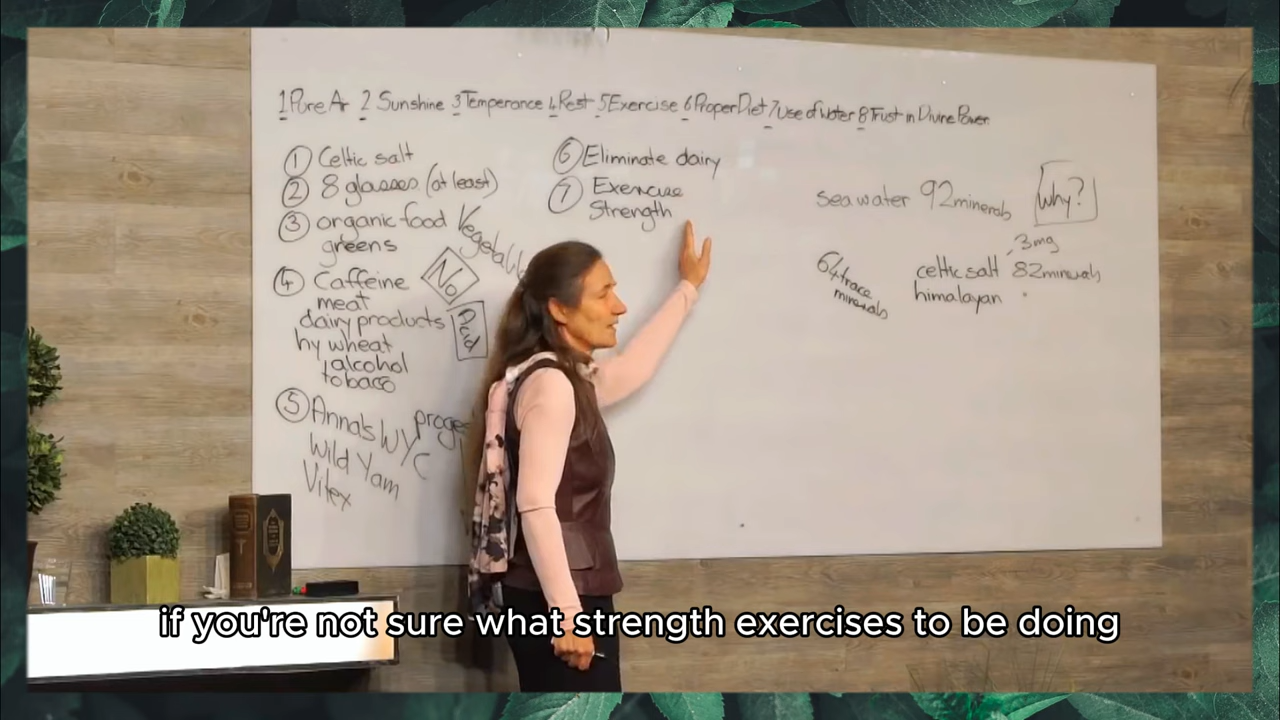 1 Pure Air 2 Sunshine 3 Temperance 4 Rest 5 Exercise 6 Proper Diet 7 Use of Water 8 Trust in Divine Power
① Celtic salt
② 8 glasses (at least)
③ organic food
greens
Vegetable
④ Caffeine
meat
dairy products
hy wheat
alcohol
tobaco
No
Acid
⑤ Anna's WYC
Wild Yam
Vitex
proge
⑥ Eliminate dairy
⑦ Exercise
Strength
sea water 92 minerals
Why?
3mg
celtic salt 82 minerals
himalayan
64 trace
minerals
if you're not sure what strength exercises to be doing